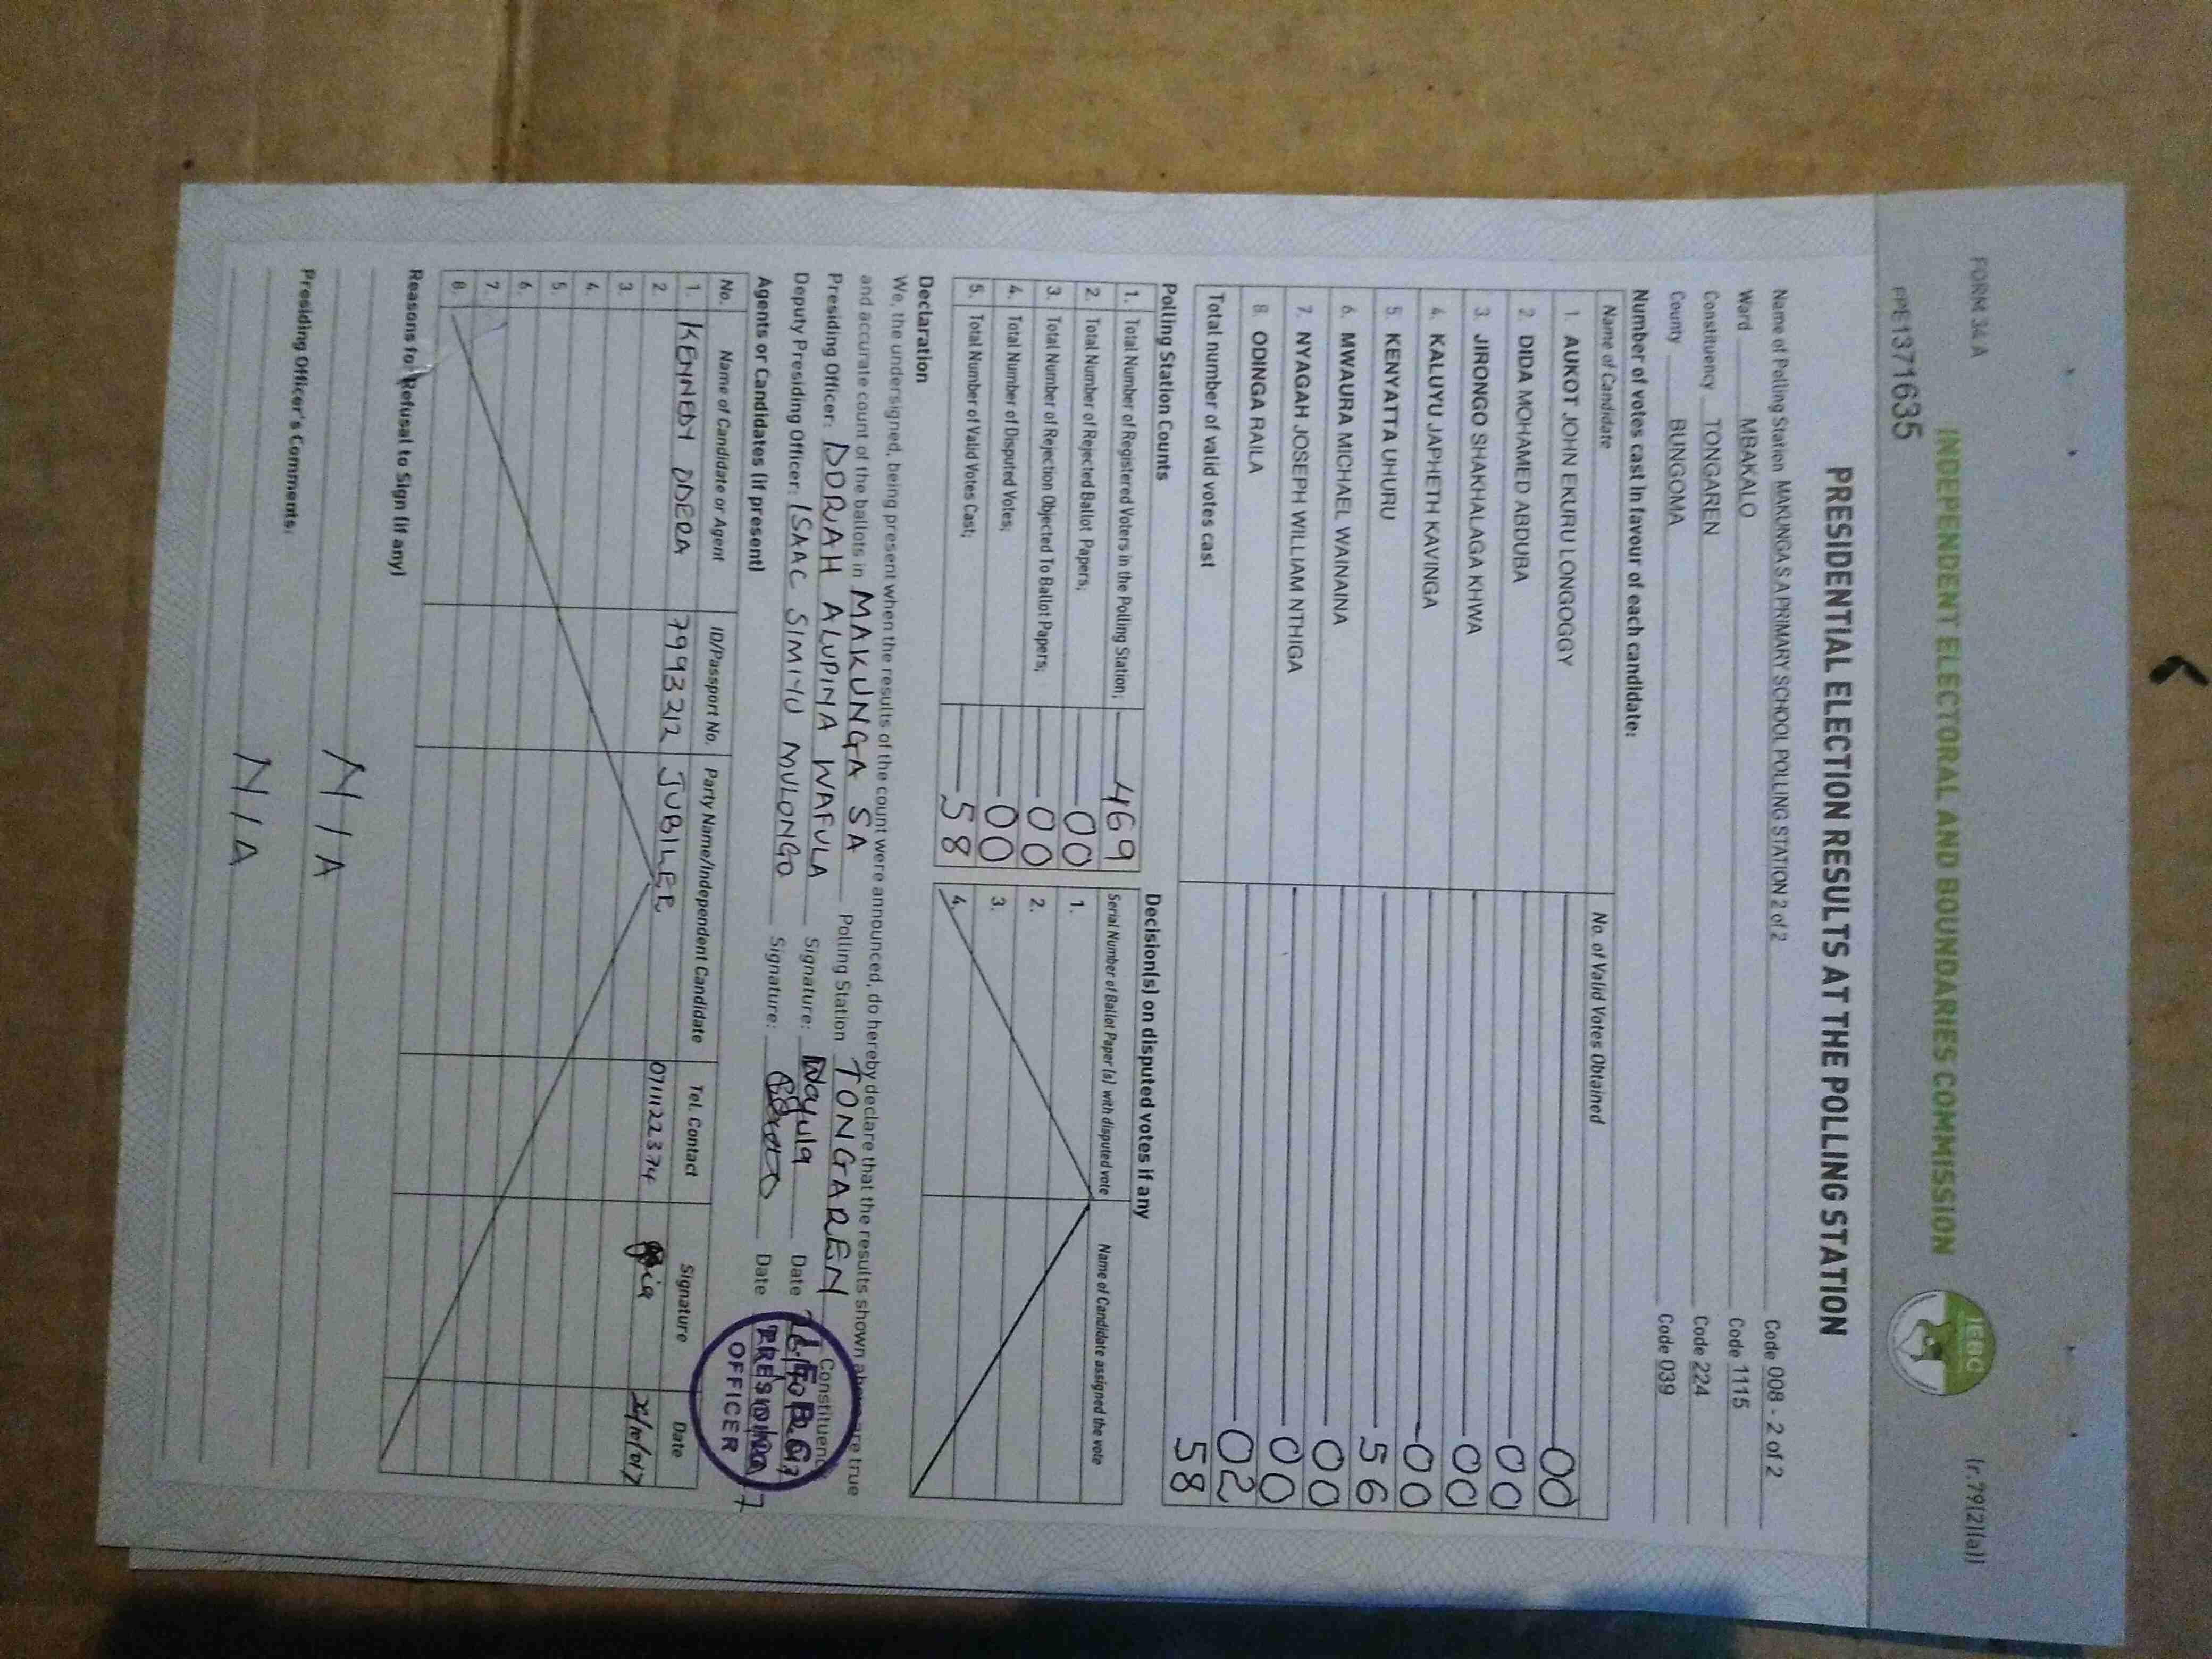 FORM 34A (r.79(2)(a))
INDEPENDENT ELECTORAL AND BOUNDARIES COMMISSION
IEBC
PPE1371635
PRESIDENTIAL ELECTION RESULTS AT THE POLLING STATION
Name of Polling Station MAKUNGA S A PRIMARY SCHOOL POLLING STATION 2 of 2 Code 008 - 2 of 2
Ward MBAKALO Code 1115
Constituency TONGAREN Code 224
County BUNGOMA Code 039
Number of votes cast in favour of each candidate:
Name of Candidate No. of Valid Votes Obtained
1. AUKOT JOHN EKURU LONGOGGY 00
2. DIDA MOHAMED ABDUBA 00
3. JIRONGO SHAKHALAGA KHWA 00
4. KALUYU JAPHETH KAVINGA 00
5. KENYATTA UHURU 56
6. MWAURA MICHAEL WAINAINA 00
7. NYAGAH JOSEPH WILLIAM NTHIGA 00
8. ODINGA RAILA 02
Total number of valid votes cast 58
Polling Station Counts
1. Total Number of Registered Voters in the Polling Station; 469
2. Total Number of Rejected Ballot Papers; 00
3. Total Number of Rejection Objected To Ballot Papers; 00
4. Total Number of Disputed Votes; 00
5. Total Number of Valid Votes Cast; 58
Decision(s) on disputed votes if any
Serial Number of Ballot Paper (s) with disputed vote Name of Candidate assigned the vote
1.
2.
3.
4.
Declaration
We, the undersigned, being present when the results of the count were announced, do hereby declare that the results shown above are true
and accurate count of the ballots in MAKUNGA SA Polling Station TONGAREN Constituency
Presiding Officer: DDRAH ALUPINA WAFULA Signature: Wafula Date
Deputy Presiding Officer: ISAAC SIMIYU MULONGO Signature: Date
PRESIDING
OFFICER
Agents or Candidates (if present)
No. Name of Candidate or Agent ID/Passport No. Party Name/Independent Candidate Tel. Contact Signature Date
1. KENNEDY ODERA 7993212 JUBILEE 0711122374 26/10/017
2.
3.
4.
5.
6.
7.
8.
Reasons for Refusal to Sign (if any)
N/A
Presiding Officer's Comments:
N/A